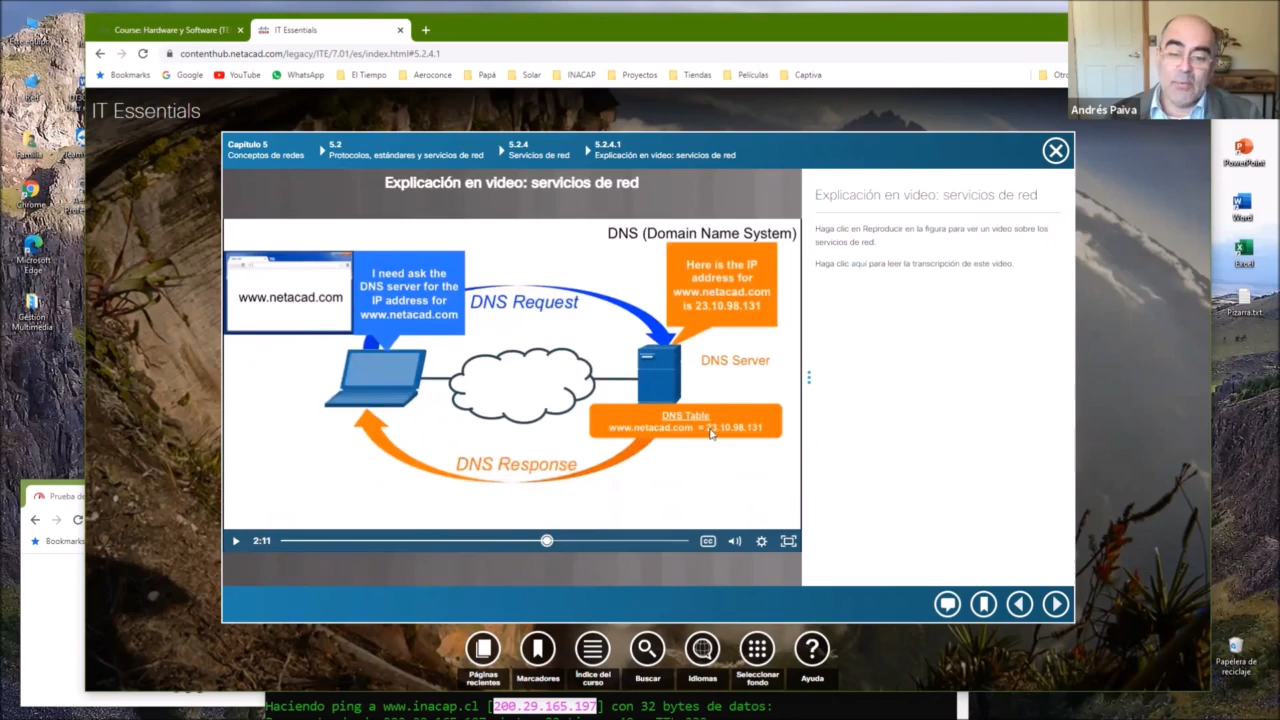 Course: Hardware y Software (TI
IT Essentials
contenthub.netacad.com/legacy/ITE/7.01/es/index.html#5.2.4.1
Bookmarks
Google
YouTube
WhatsApp
El Tiempo
Aeroconce
Papá
Solar
INACAP
Proyectos
Tiendas
Películas
Captiva
Otro
Andrés Paiva
IT Essentials
Capítulo 5
Conceptos de redes
5.2
Protocolos, estándares y servicios de red
5.2.4
Servicios de red
5.2.4.1
Explicación en video: servicios de red
Explicación en video: servicios de red
DNS (Domain Name System)
www.netacad.com
I need ask the
DNS server for the
IP address for
www.netacad.com
DNS Request
Here is the IP
address for
www.netacad.com
is 23.10.98.131
DNS Server
DNS Table
www.netacad.com = 23.10.98.131
DNS Response
2:11
CC
Explicación en video: servicios de red
Haga clic en Reproducir en la figura para ver un video sobre los
servicios de red.
Haga clic aquí para leer la transcripción de este video.
Páginas
recientes
Marcadores
Índice del
curso
Buscar
Idiomas
Seleccionar
fondo
Ayuda
Red
Familia
Chrome
Microsoft
Edge
Gestión
Multimedia
PowerPoint
Word
Excel
Pizarra.txt
Papelera de
reciclaje
Prueba de
Bookmarks
Haciendo ping a www.inacap.cl [200.29.165.197] con 32 bytes de datos: